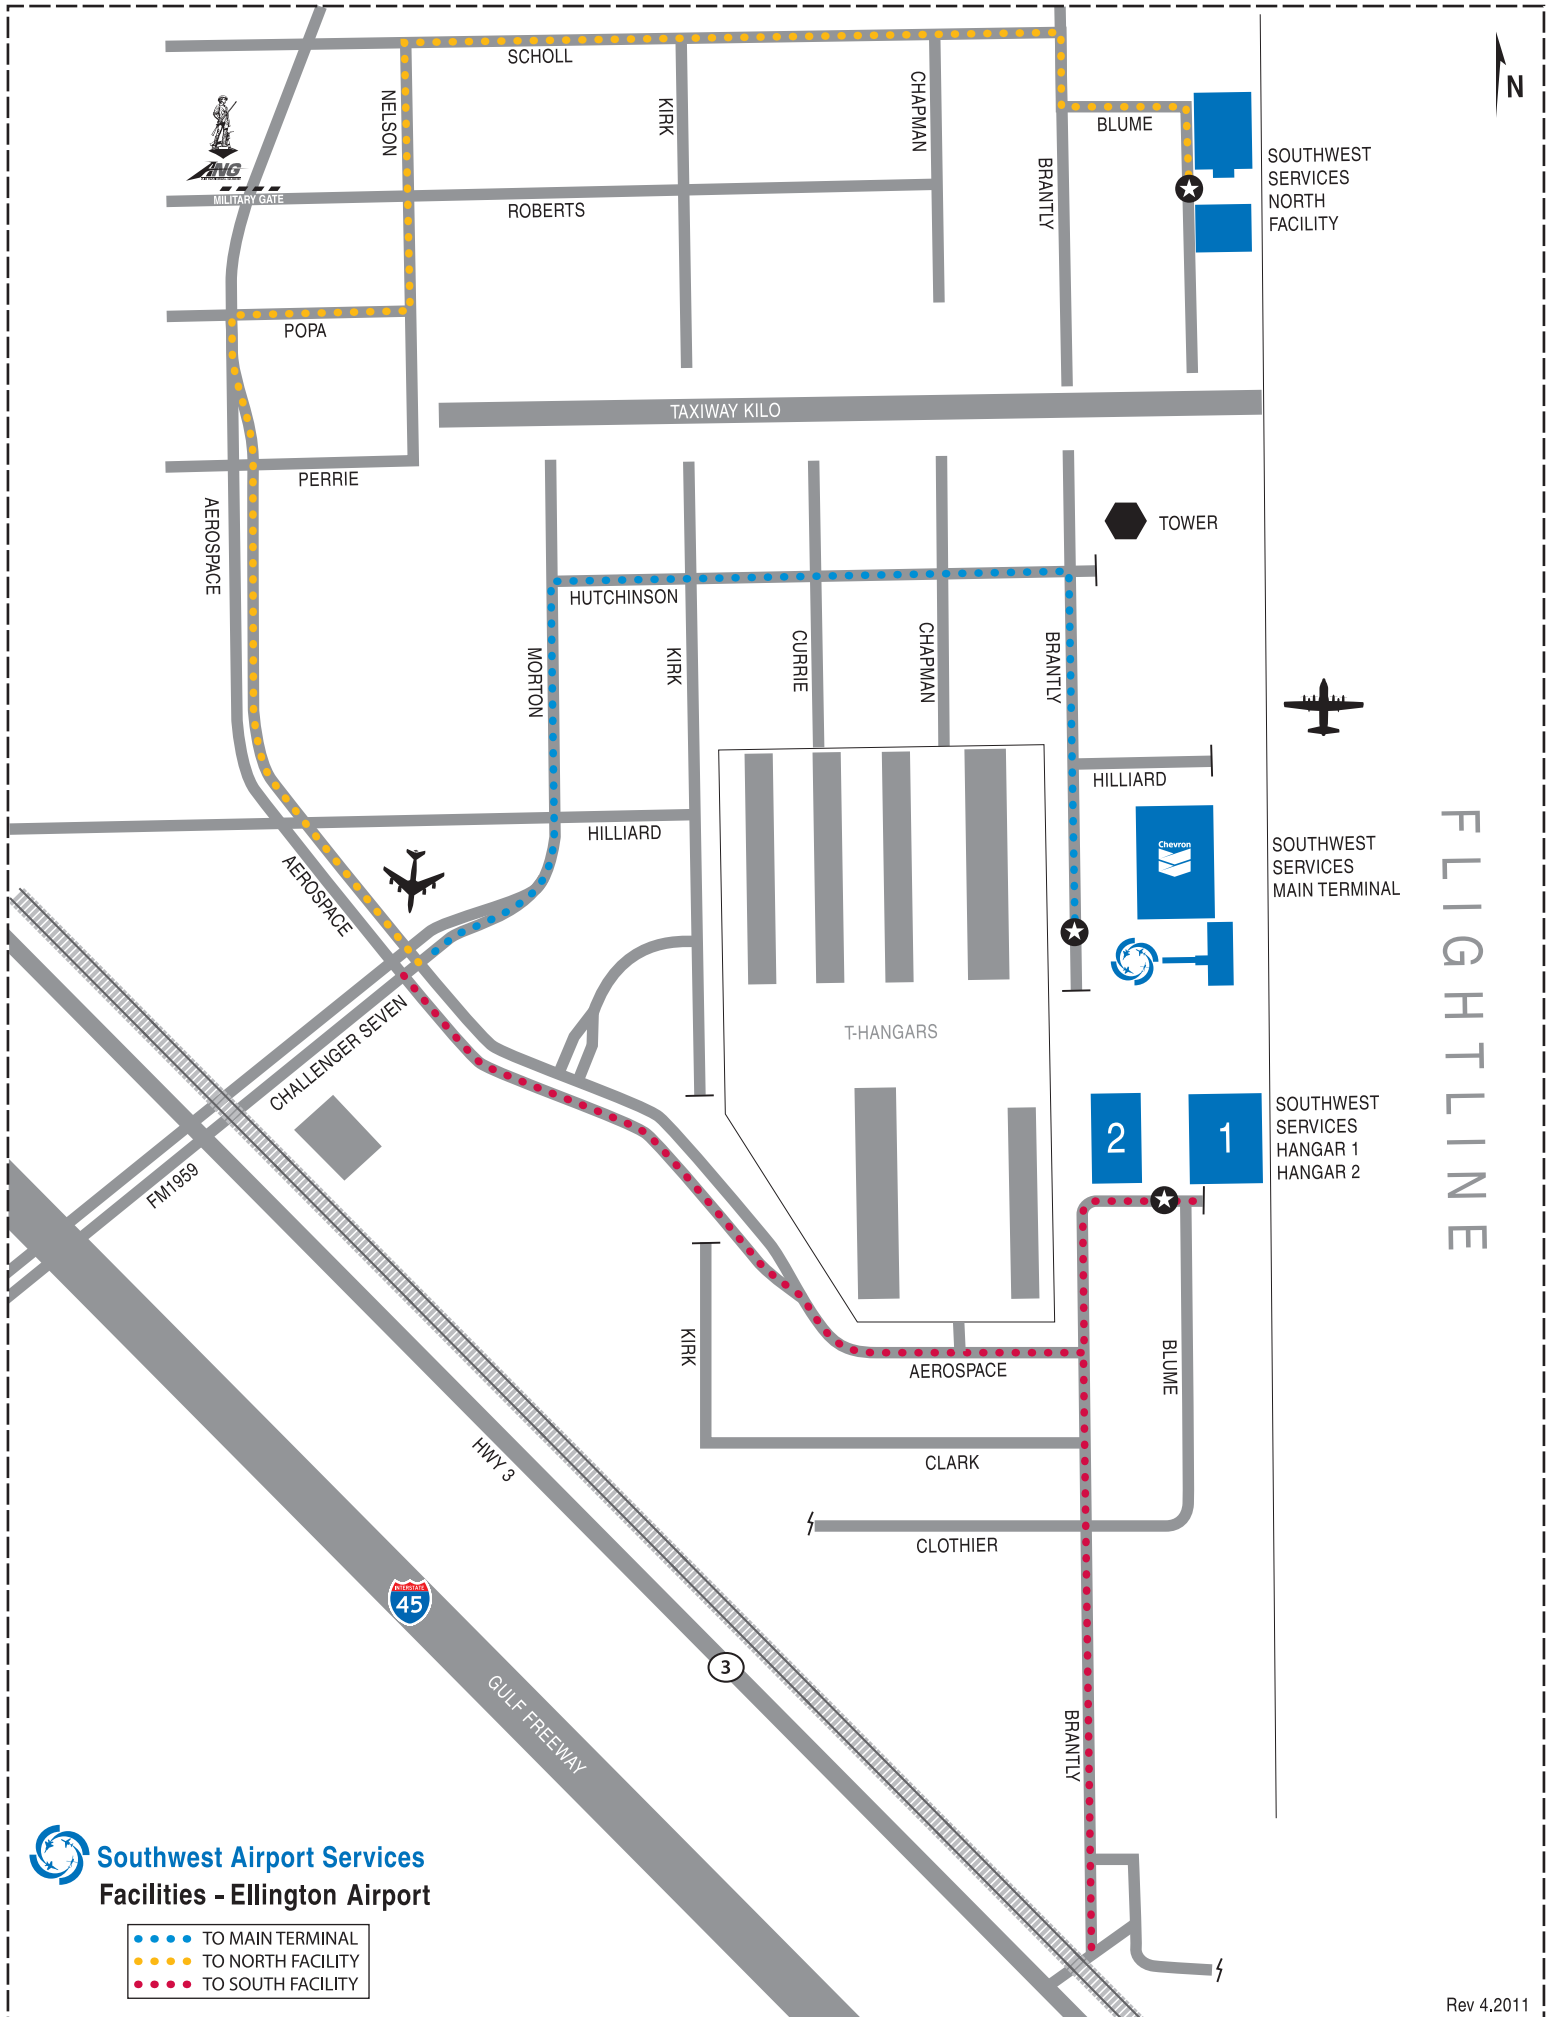 SCHOLL
N
NELSON
KIRK
CHAPMAN
BLUME
BRANTLY
SOUTHWEST
SERVICES
NORTH
FACILITY
ANG
MILITARY GATE
ROBERTS
POPA
TAXIWAY KILO
PERRIE
AEROSPACE
TOWER
HUTCHINSON
MORTON
KIRK
CURRIE
CHAPMAN
BRANTLY
HILLIARD
HILLIARD
AEROSPACE
Chevron
SOUTHWEST
SERVICES
MAIN TERMINAL
FLIGHTLINE
CHALLENGER SEVEN
T-HANGARS
2
1
SOUTHWEST
SERVICES
HANGAR 1
HANGAR 2
FM1959
KIRK
AEROSPACE
BLUME
HWY 3
CLARK
CLOTHIER
INTERSTATE
45
3
GULF FREEWAY
BRANTLY
Southwest Airport Services
Facilities - Ellington Airport
TO MAIN TERMINAL
TO NORTH FACILITY
TO SOUTH FACILITY
Rev 4.2011